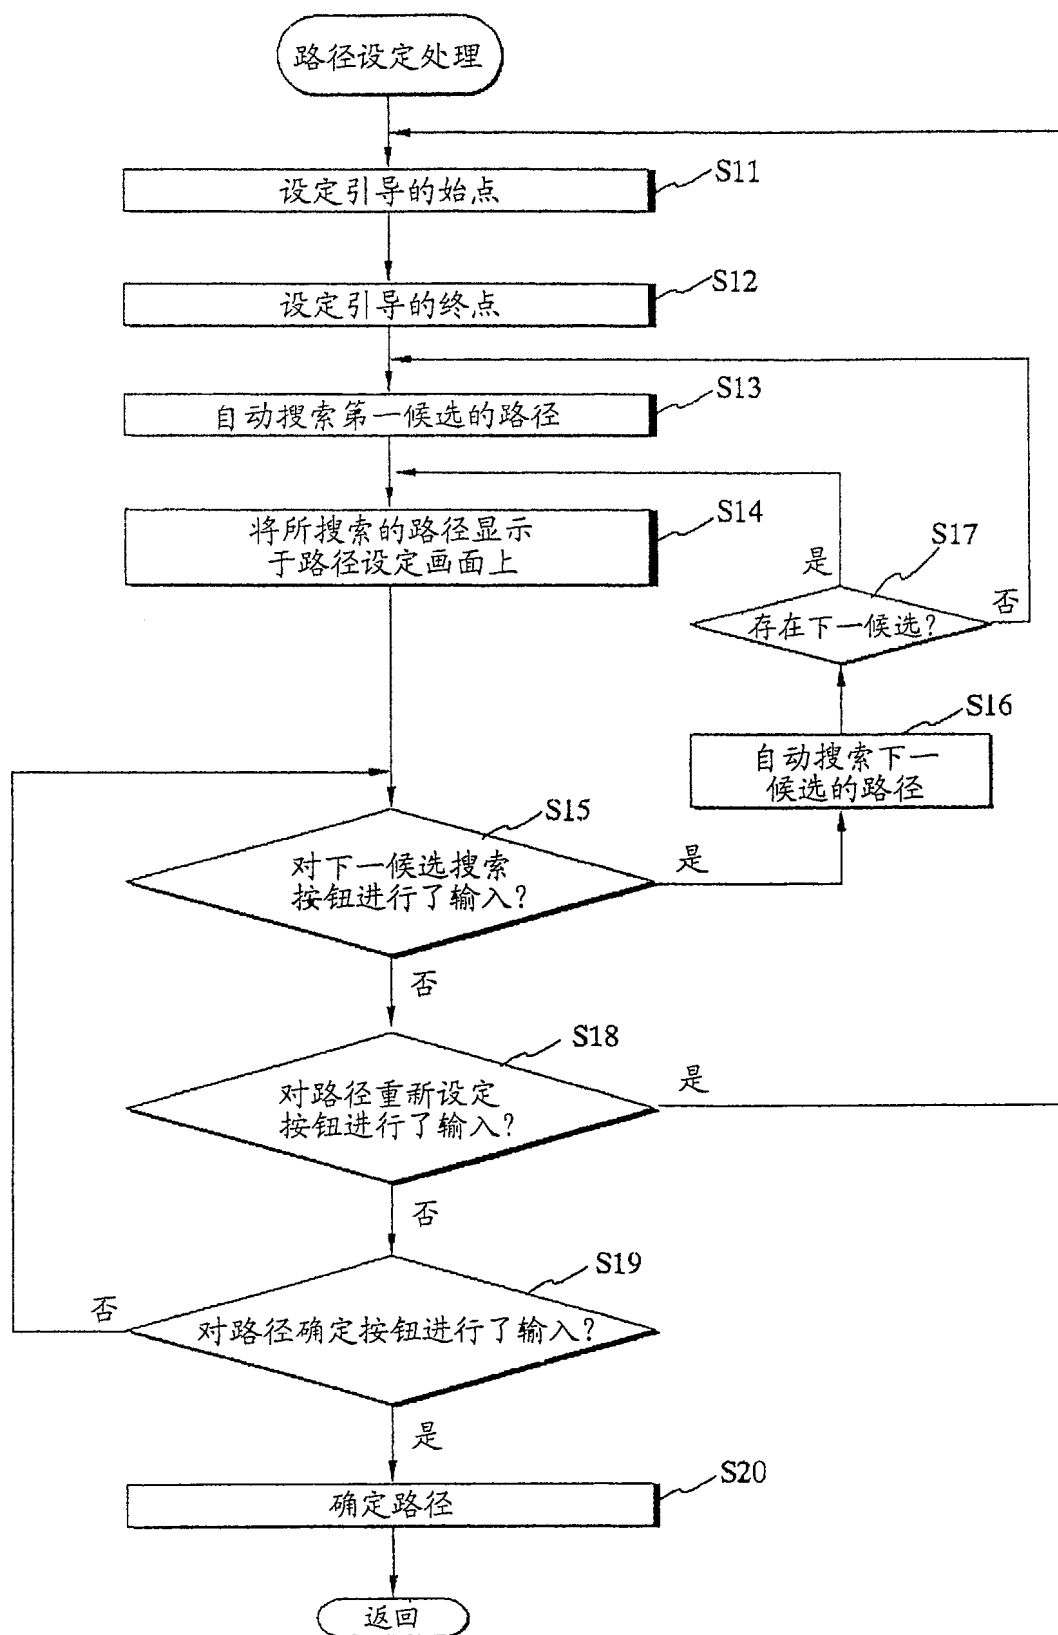 路径设定处理
S11
设定引导的始点
S12
设定引导的终点
S13
自动搜索第一候选的路径
S14
将所搜索的路径显示
于路径设定画面上
S17
是
否
存在下一候选?
S16
自动搜索下一
候选的路径
S15
对下一候选搜索
按钮进行了输入?
是
否
S18
对路径重新设定
按钮进行了输入?
是
否
S19
对路径确定按钮进行了输入?
否
是
S20
确定路径
返回